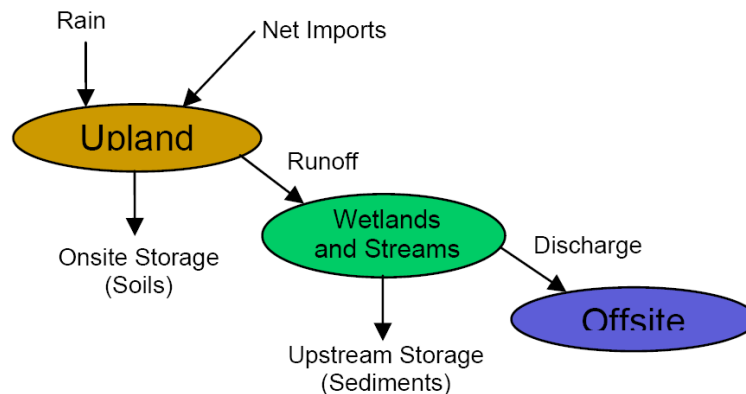 Rain
Net Imports
Upland
Runoff
Wetlands
and Streams
Onsite Storage
(Soils)
Discharge
Offsite
Upstream Storage
(Sediments)